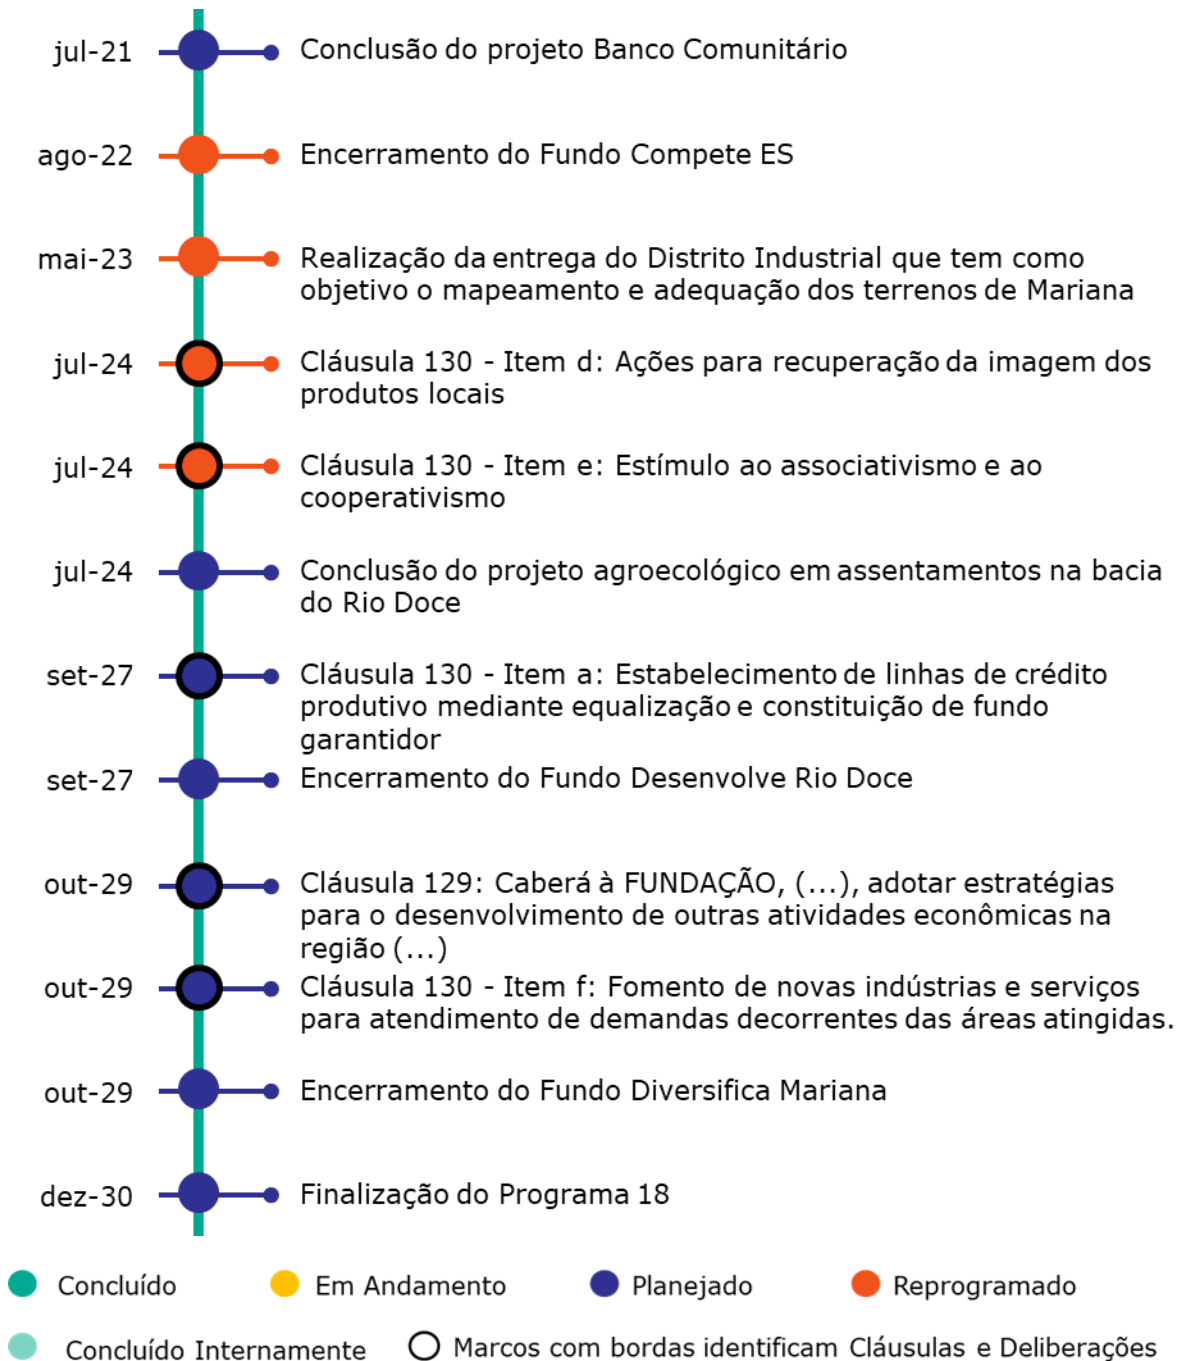 jul-21 Conclusão do projeto Banco Comunitário
ago-22 Encerramento do Fundo Compete ES
mai-23 Realização da entrega do Distrito Industrial que tem como
objetivo o mapeamento e adequação dos terrenos de Mariana
jul-24 Cláusula 130 - Item d: Ações para recuperação da imagem dos
produtos locais
jul-24 Cláusula 130 - Item e: Estímulo ao associativismo e ao
cooperativismo
jul-24 Conclusão do projeto agroecológico em assentamentos na bacia
do Rio Doce
set-27 Cláusula 130 - Item a: Estabelecimento de linhas de crédito
produtivo mediante equalização e constituição de fundo
garantidor
set-27 Encerramento do Fundo Desenvolve Rio Doce
out-29 Cláusula 129: Caberá à FUNDAÇÃO, (...), adotar estratégias
para o desenvolvimento de outras atividades econômicas na
região (...)
out-29 Cláusula 130 - Item f: Fomento de novas indústrias e serviços
para atendimento de demandas decorrentes das áreas atingidas.
out-29 Encerramento do Fundo Diversifica Mariana
dez-30 Finalização do Programa 18
Concluído Em Andamento Planejado Reprogramado
Concluído Internamente Marcos com bordas identificam Cláusulas e Deliberações